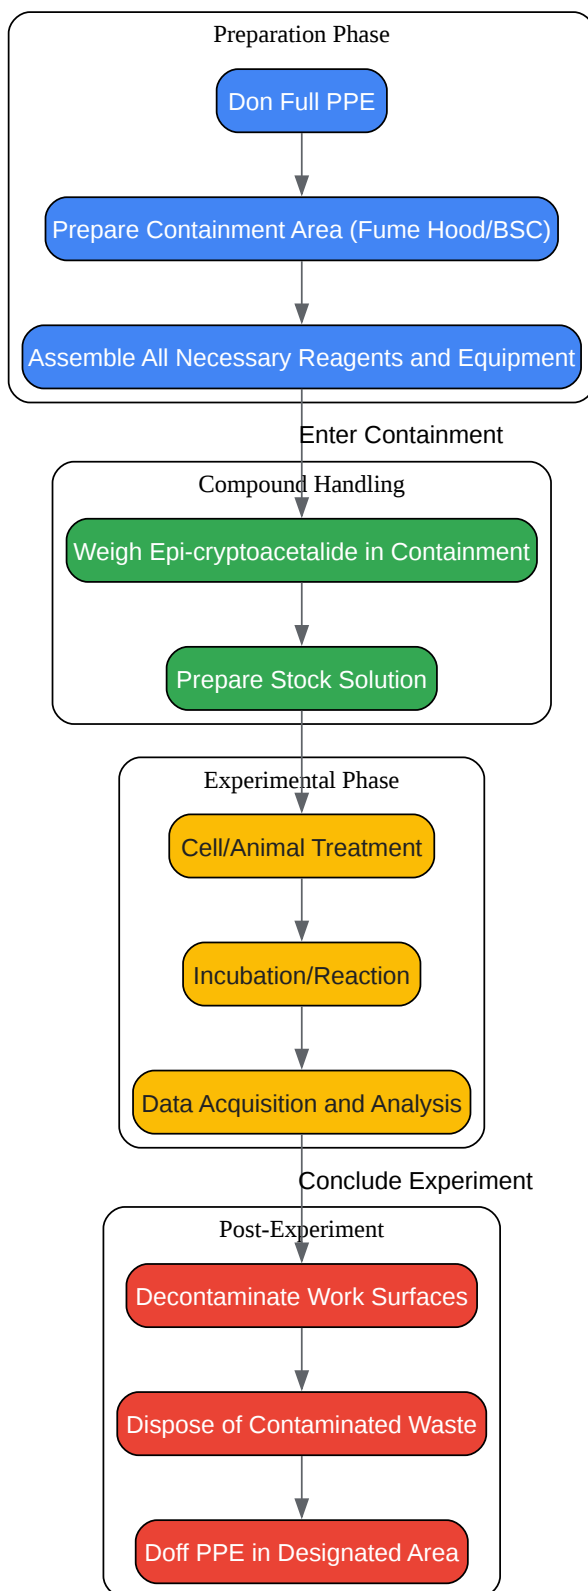 Preparation Phase
Don Full PPE
Prepare Containment Area (Fume Hood/BSC)
Assemble All Necessary Reagents and Equipment
Enter Containment
Compound Handling
Weigh Epi-cryptoacetalide in Containment
Prepare Stock Solution
Experimental Phase
Cell/Animal Treatment
Incubation/Reaction
Data Acquisition and Analysis
Conclude Experiment
Post-Experiment
Decontaminate Work Surfaces
Dispose of Contaminated Waste
Doff PPE in Designated Area